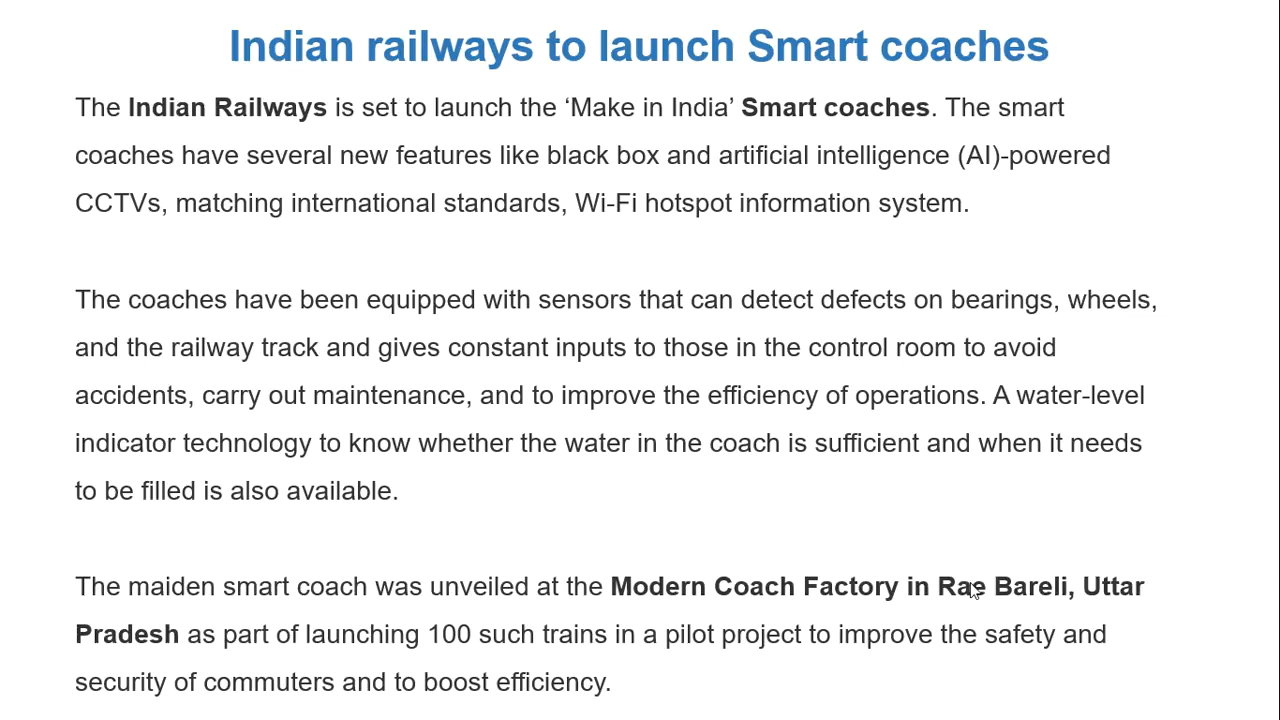 Indian railways to launch Smart coaches
The Indian Railways is set to launch the ‘Make in India’ Smart coaches. The smart
coaches have several new features like black box and artificial intelligence (AI)-powered
CCTVs, matching international standards, Wi-Fi hotspot information system.
The coaches have been equipped with sensors that can detect defects on bearings, wheels,
and the railway track and gives constant inputs to those in the control room to avoid
accidents, carry out maintenance, and to improve the efficiency of operations. A water-level
indicator technology to know whether the water in the coach is sufficient and when it needs
to be filled is also available.
The maiden smart coach was unveiled at the Modern Coach Factory in Rae Bareli, Uttar
Pradesh as part of launching 100 such trains in a pilot project to improve the safety and
security of commuters and to boost efficiency.